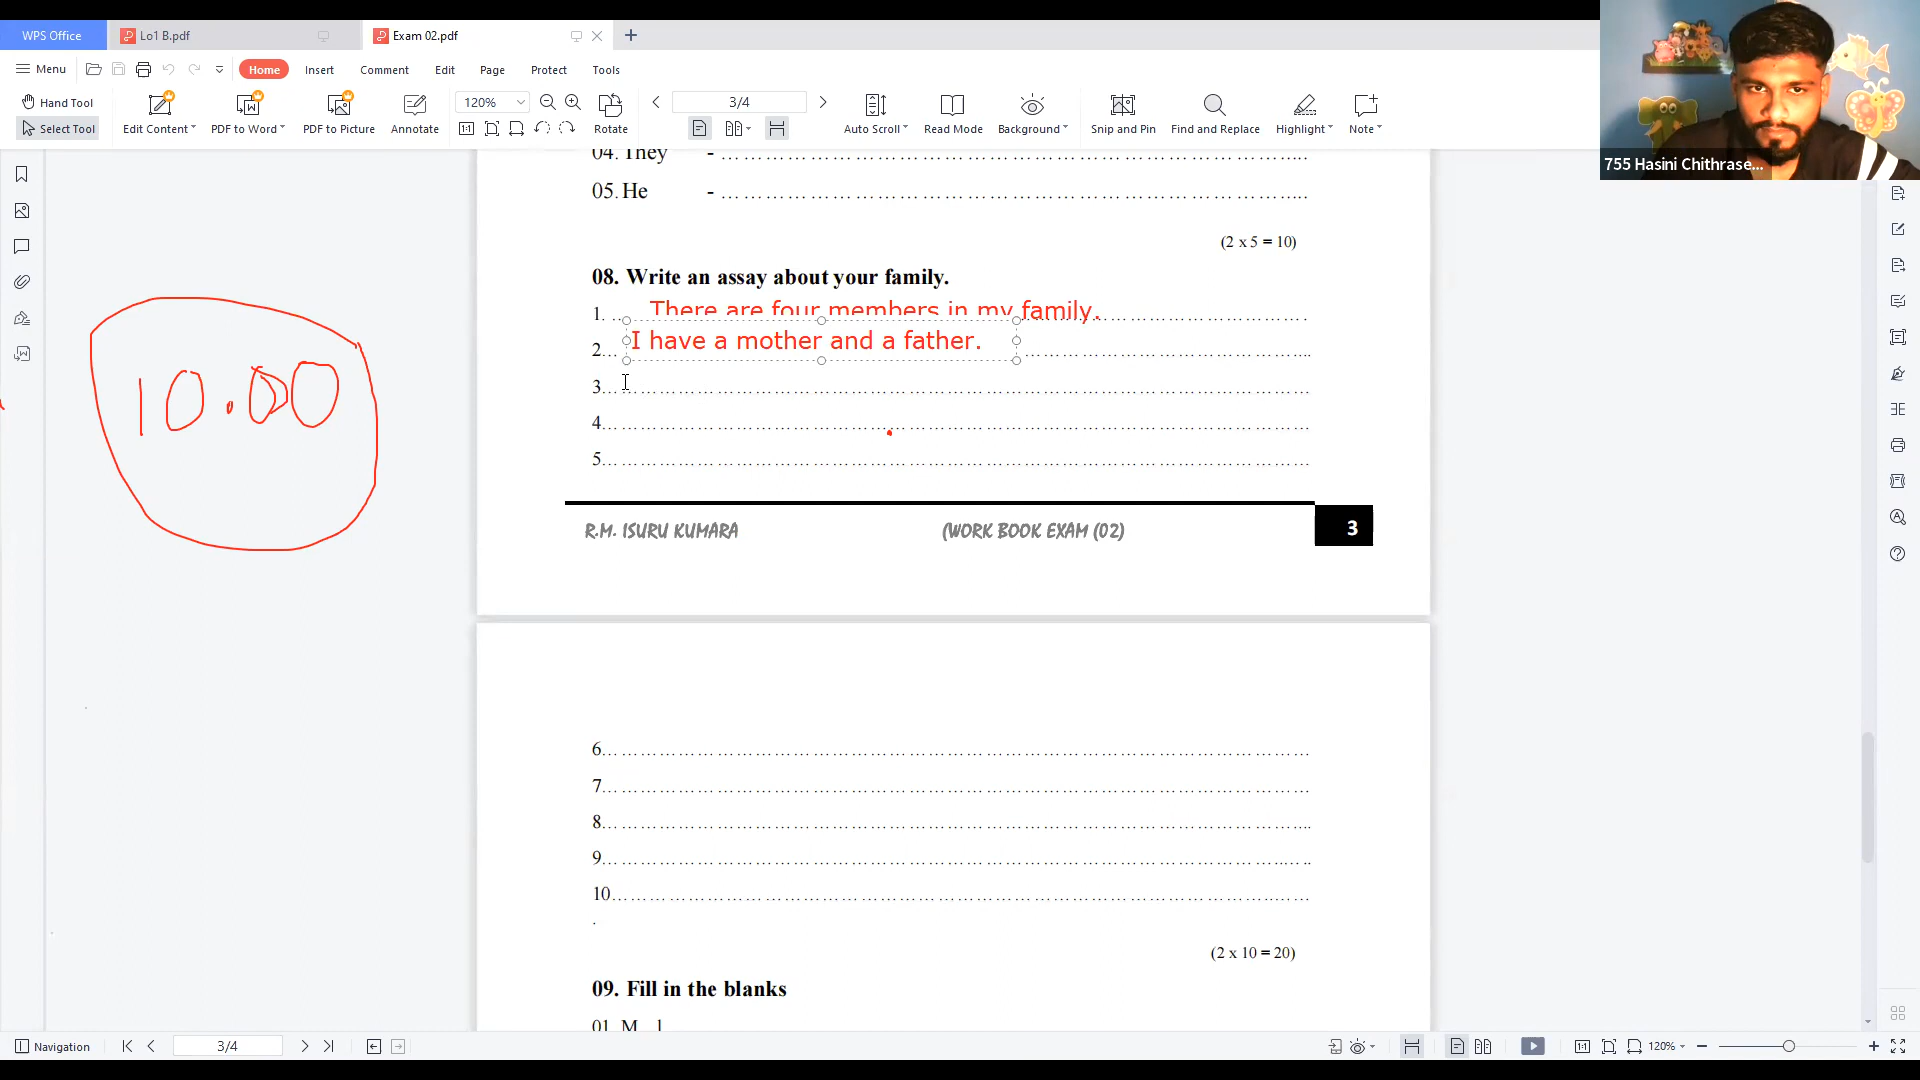 WPS Office
Lo1 B.pdf
Exam 02.pdf
Menu
Home
Insert
Comment
Edit
Page
Protect
Tools
Hand Tool
Select Tool
Edit Content
PDF to Word
PDF to Picture
Annotate
120%
Rotate
3/4
Auto Scroll
Read Mode
Background
Snip and Pin
Find and Replace
Highlight
Note
755 Hasini Chithrase...
04. They - ……………………………………………………………………..
05. He - ……………………………………………………………………..
(2 x 5 = 10)
08. Write an assay about your family.
1. … There are four members in my family. ……………………
2… I have a mother and a father. ……………………………
3……………………………………………………………………………
4……………………………………………………………………………
5……………………………………………………………………………
10.00
R.M. ISURU KUMARA (WORK BOOK EXAM (02) 3
6……………………………………………………………………………
7……………………………………………………………………………
8……………………………………………………………………………
9……………………………………………………………………………
10…………………………………………………………………………
.
(2 x 10 = 20)
09. Fill in the blanks
01. M__l
Navigation
3/4
120%